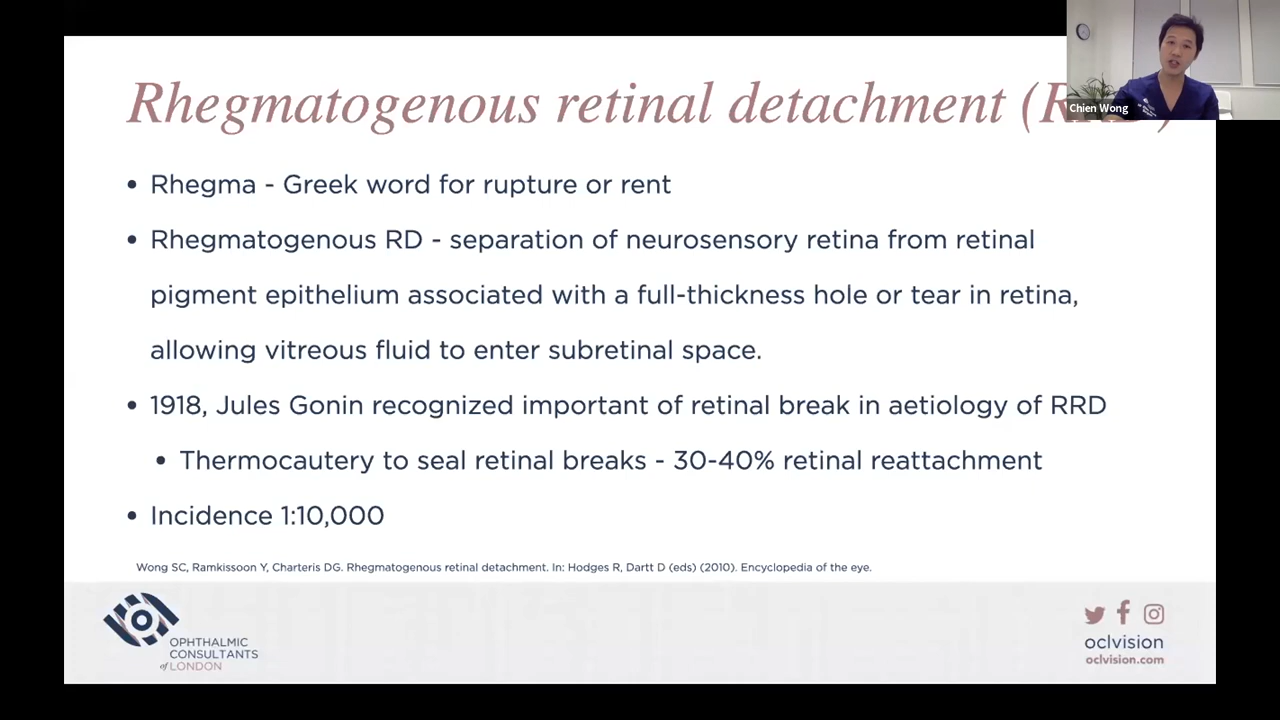 Rhegmatogenous retinal detachment
Chien Wong
• Rhegma - Greek word for rupture or rent
• Rhegmatogenous RD - separation of neurosensory retina from retinal
pigment epithelium associated with a full-thickness hole or tear in retina,
allowing vitreous fluid to enter subretinal space.
• 1918, Jules Gonin recognized important of retinal break in aetiology of RRD
• Thermocautery to seal retinal breaks - 30-40% retinal reattachment
• Incidence 1:10,000
Wong SC, Ramkissoon Y, Charteris DG. Rhegmatogenous retinal detachment. In: Hodges R, Dartt D (eds) (2010). Encyclopedia of the eye.
OPHTHALMIC
CONSULTANTS
of LONDON
oclvision
oclvision.com